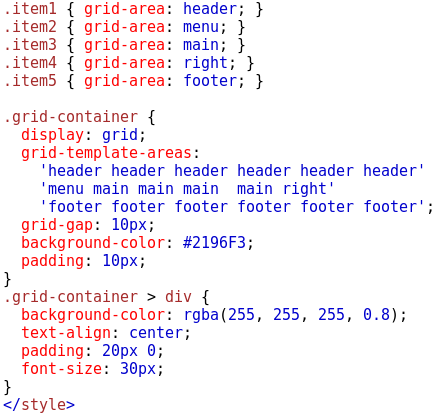 .item1 { grid-area: header; }
.item2 { grid-area: menu; }
.item3 { grid-area: main; }
.item4 { grid-area: right; }
.item5 { grid-area: footer; }

.grid-container {
  display: grid;
  grid-template-areas:
    'header header header header header header'
    'menu main main main  main right'
    'footer footer footer footer footer footer';
  grid-gap: 10px;
  background-color: #2196F3;
  padding: 10px;
}
.grid-container > div {
  background-color: rgba(255, 255, 255, 0.8);
  text-align: center;
  padding: 20px 0;
  font-size: 30px;
}
</style>